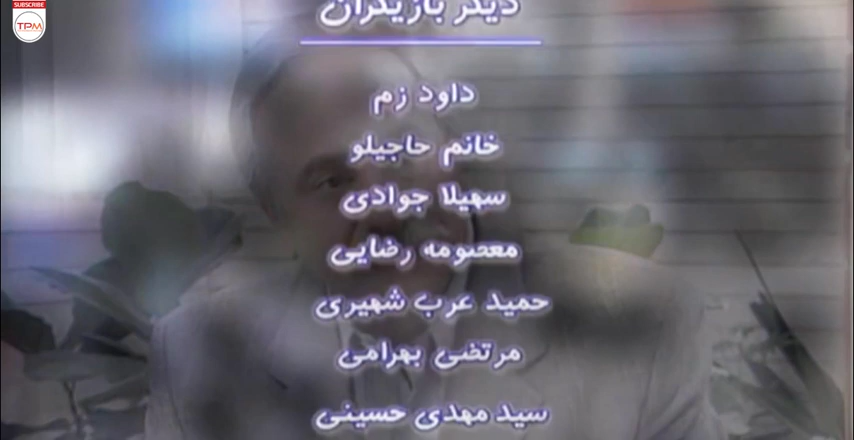 SUBSCRIBE
TPM
دیگر بازیگران
داود زم
خانم حاجیلو
سهیلا جوادی
معصومه رضایی
حمید عرب شهیری
مرتضی بهرامی
سید مهدی حسینی